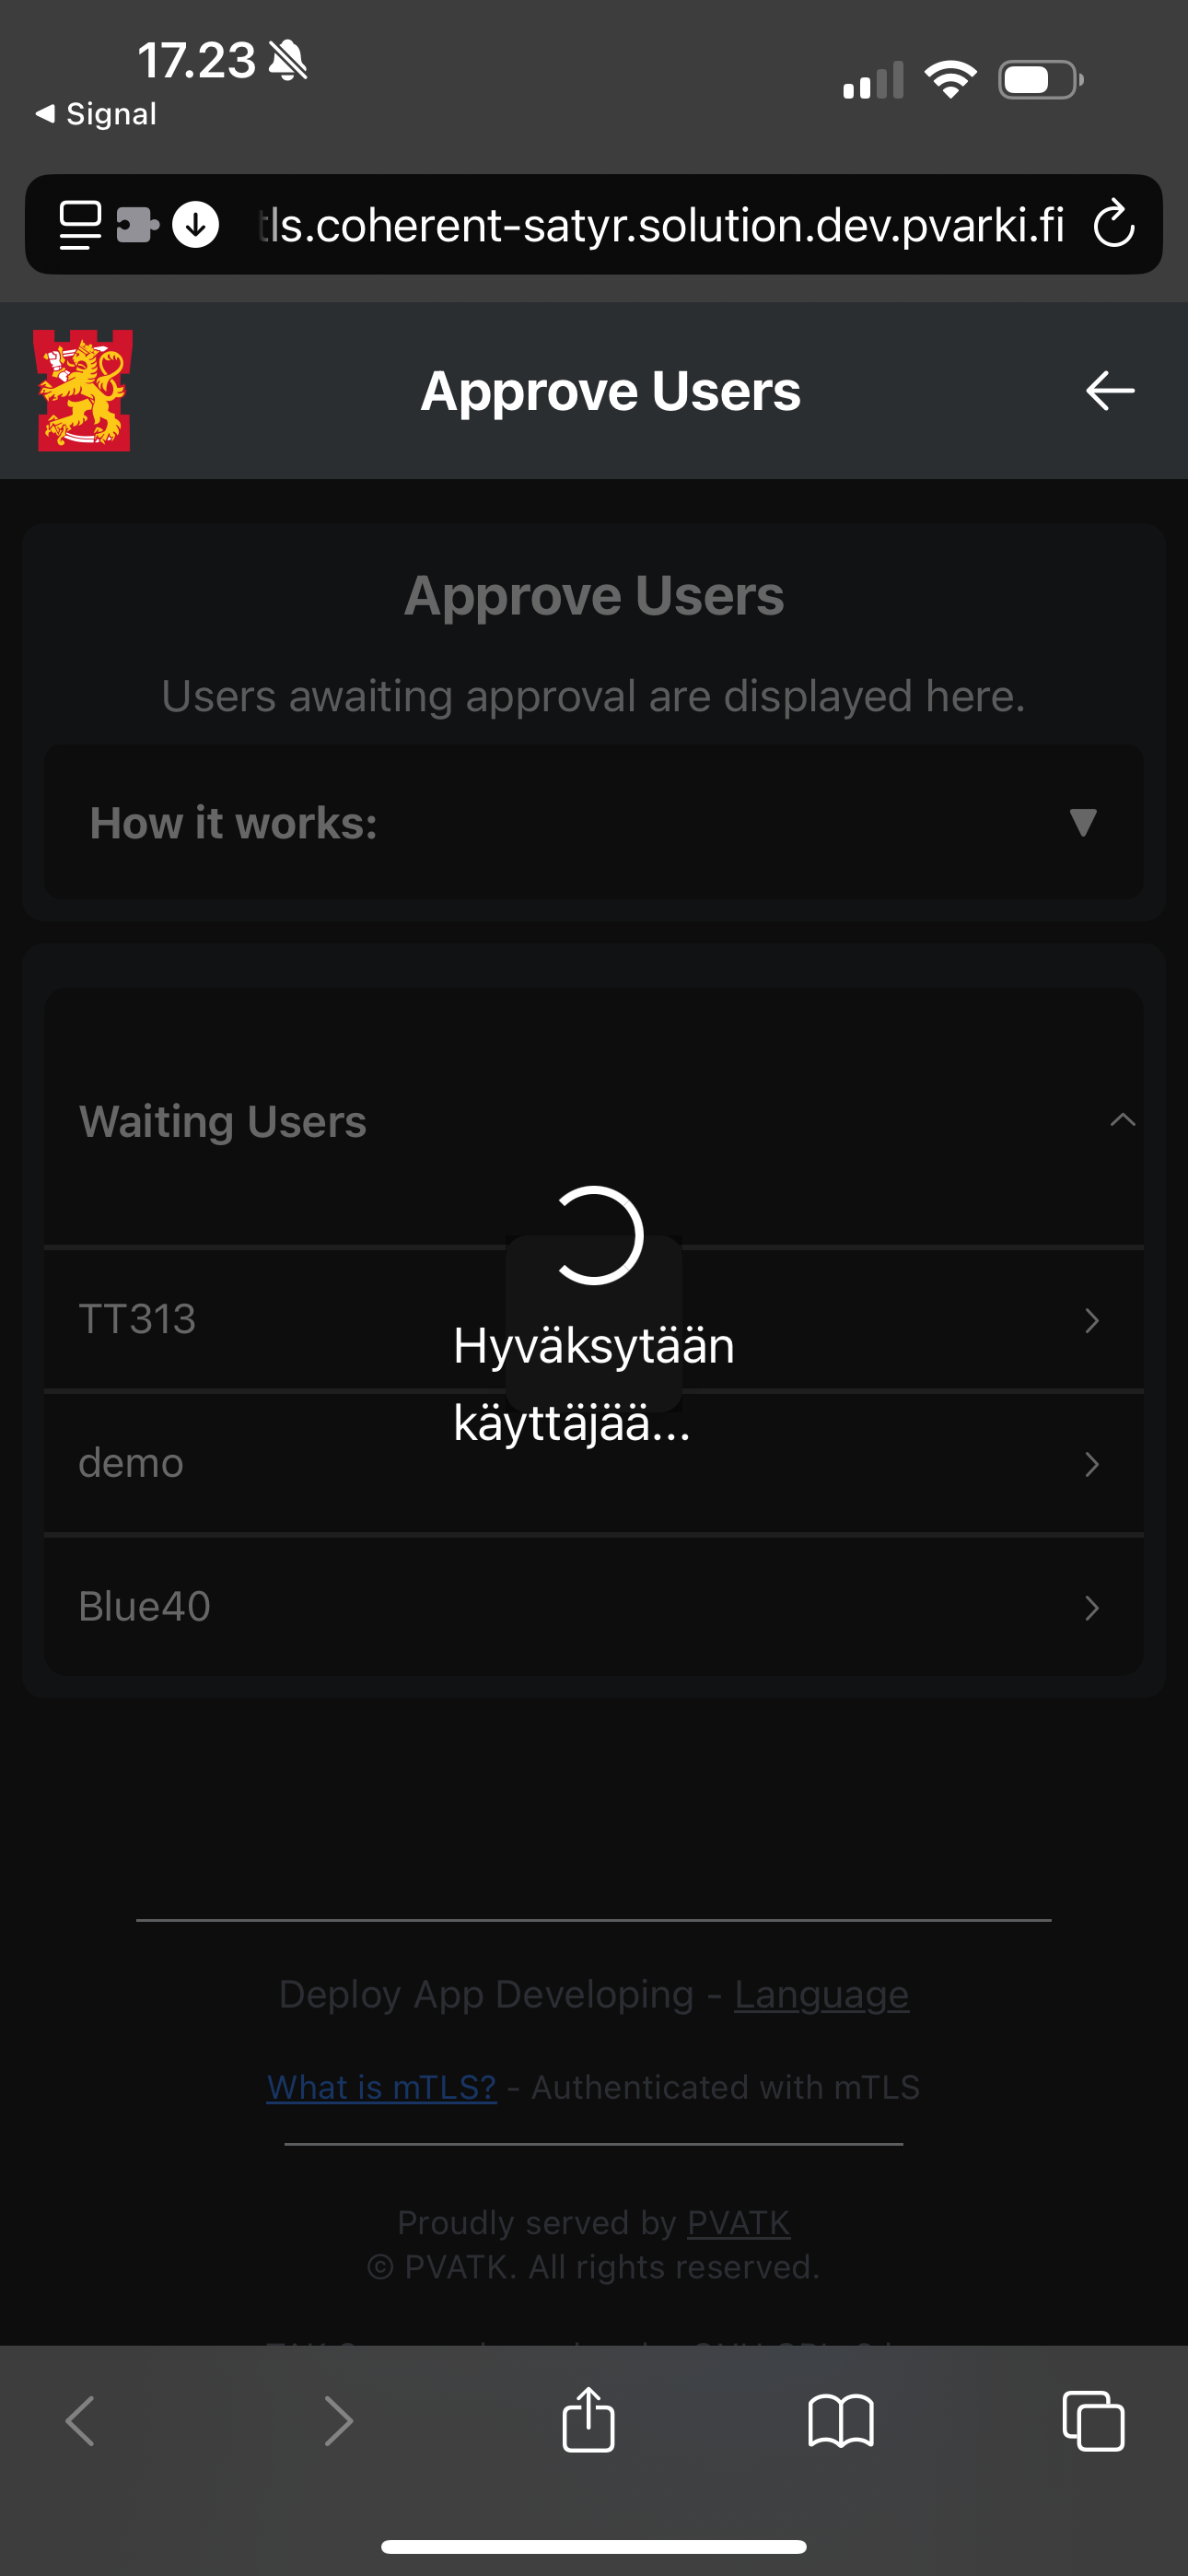 17.23
Signal
tls.coherent-satyr.solution.dev.pvarki.fi
Approve Users
Approve Users
Users awaiting approval are displayed here.
How it works:
Waiting Users
TT313
Hyväksytään
käyttäjää...
demo
Blue40
Deploy App Developing - Language
What is mTLS? - Authenticated with mTLS
Proudly served by PVATK
© PVATK. All rights reserved.